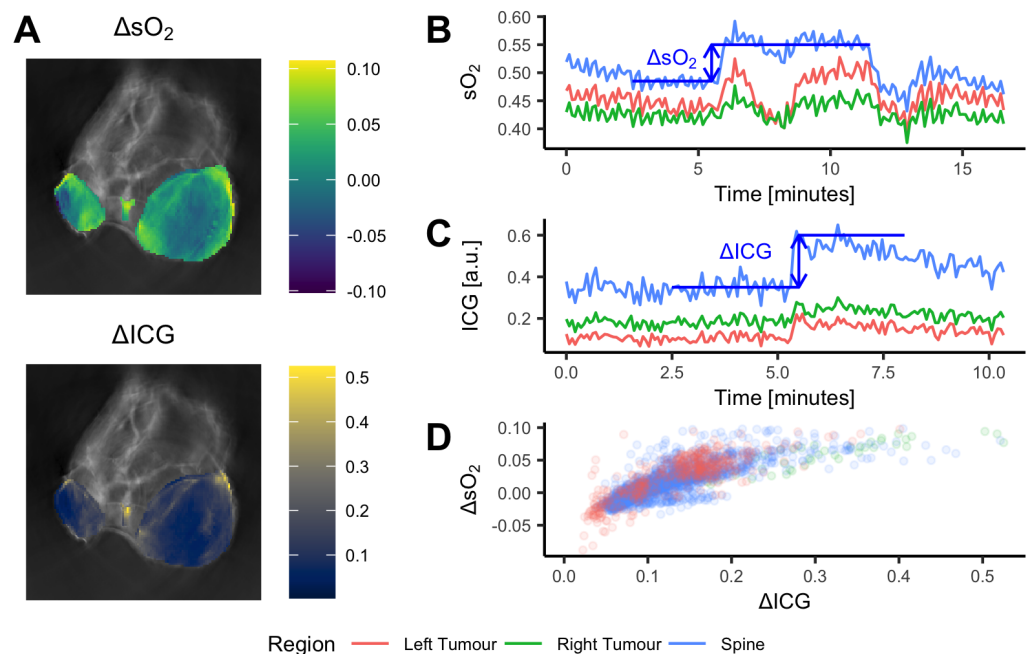 A
ΔsO2
0.10
0.05
0.00
-0.05
-0.10
ΔICG
0.5
0.4
0.3
0.2
0.1
B
sO2
0.60
0.55
0.50
0.45
0.40
ΔsO2
0 5 10 15
Time [minutes]
C
ICG [a.u.]
0.6
0.4
0.2
ΔICG
0.0 2.5 5.0 7.5 10.0
Time [minutes]
D
ΔsO2
0.10
0.05
0.00
-0.05
0.0 0.1 0.2 0.3 0.4 0.5
ΔICG
Region Left Tumour Right Tumour Spine